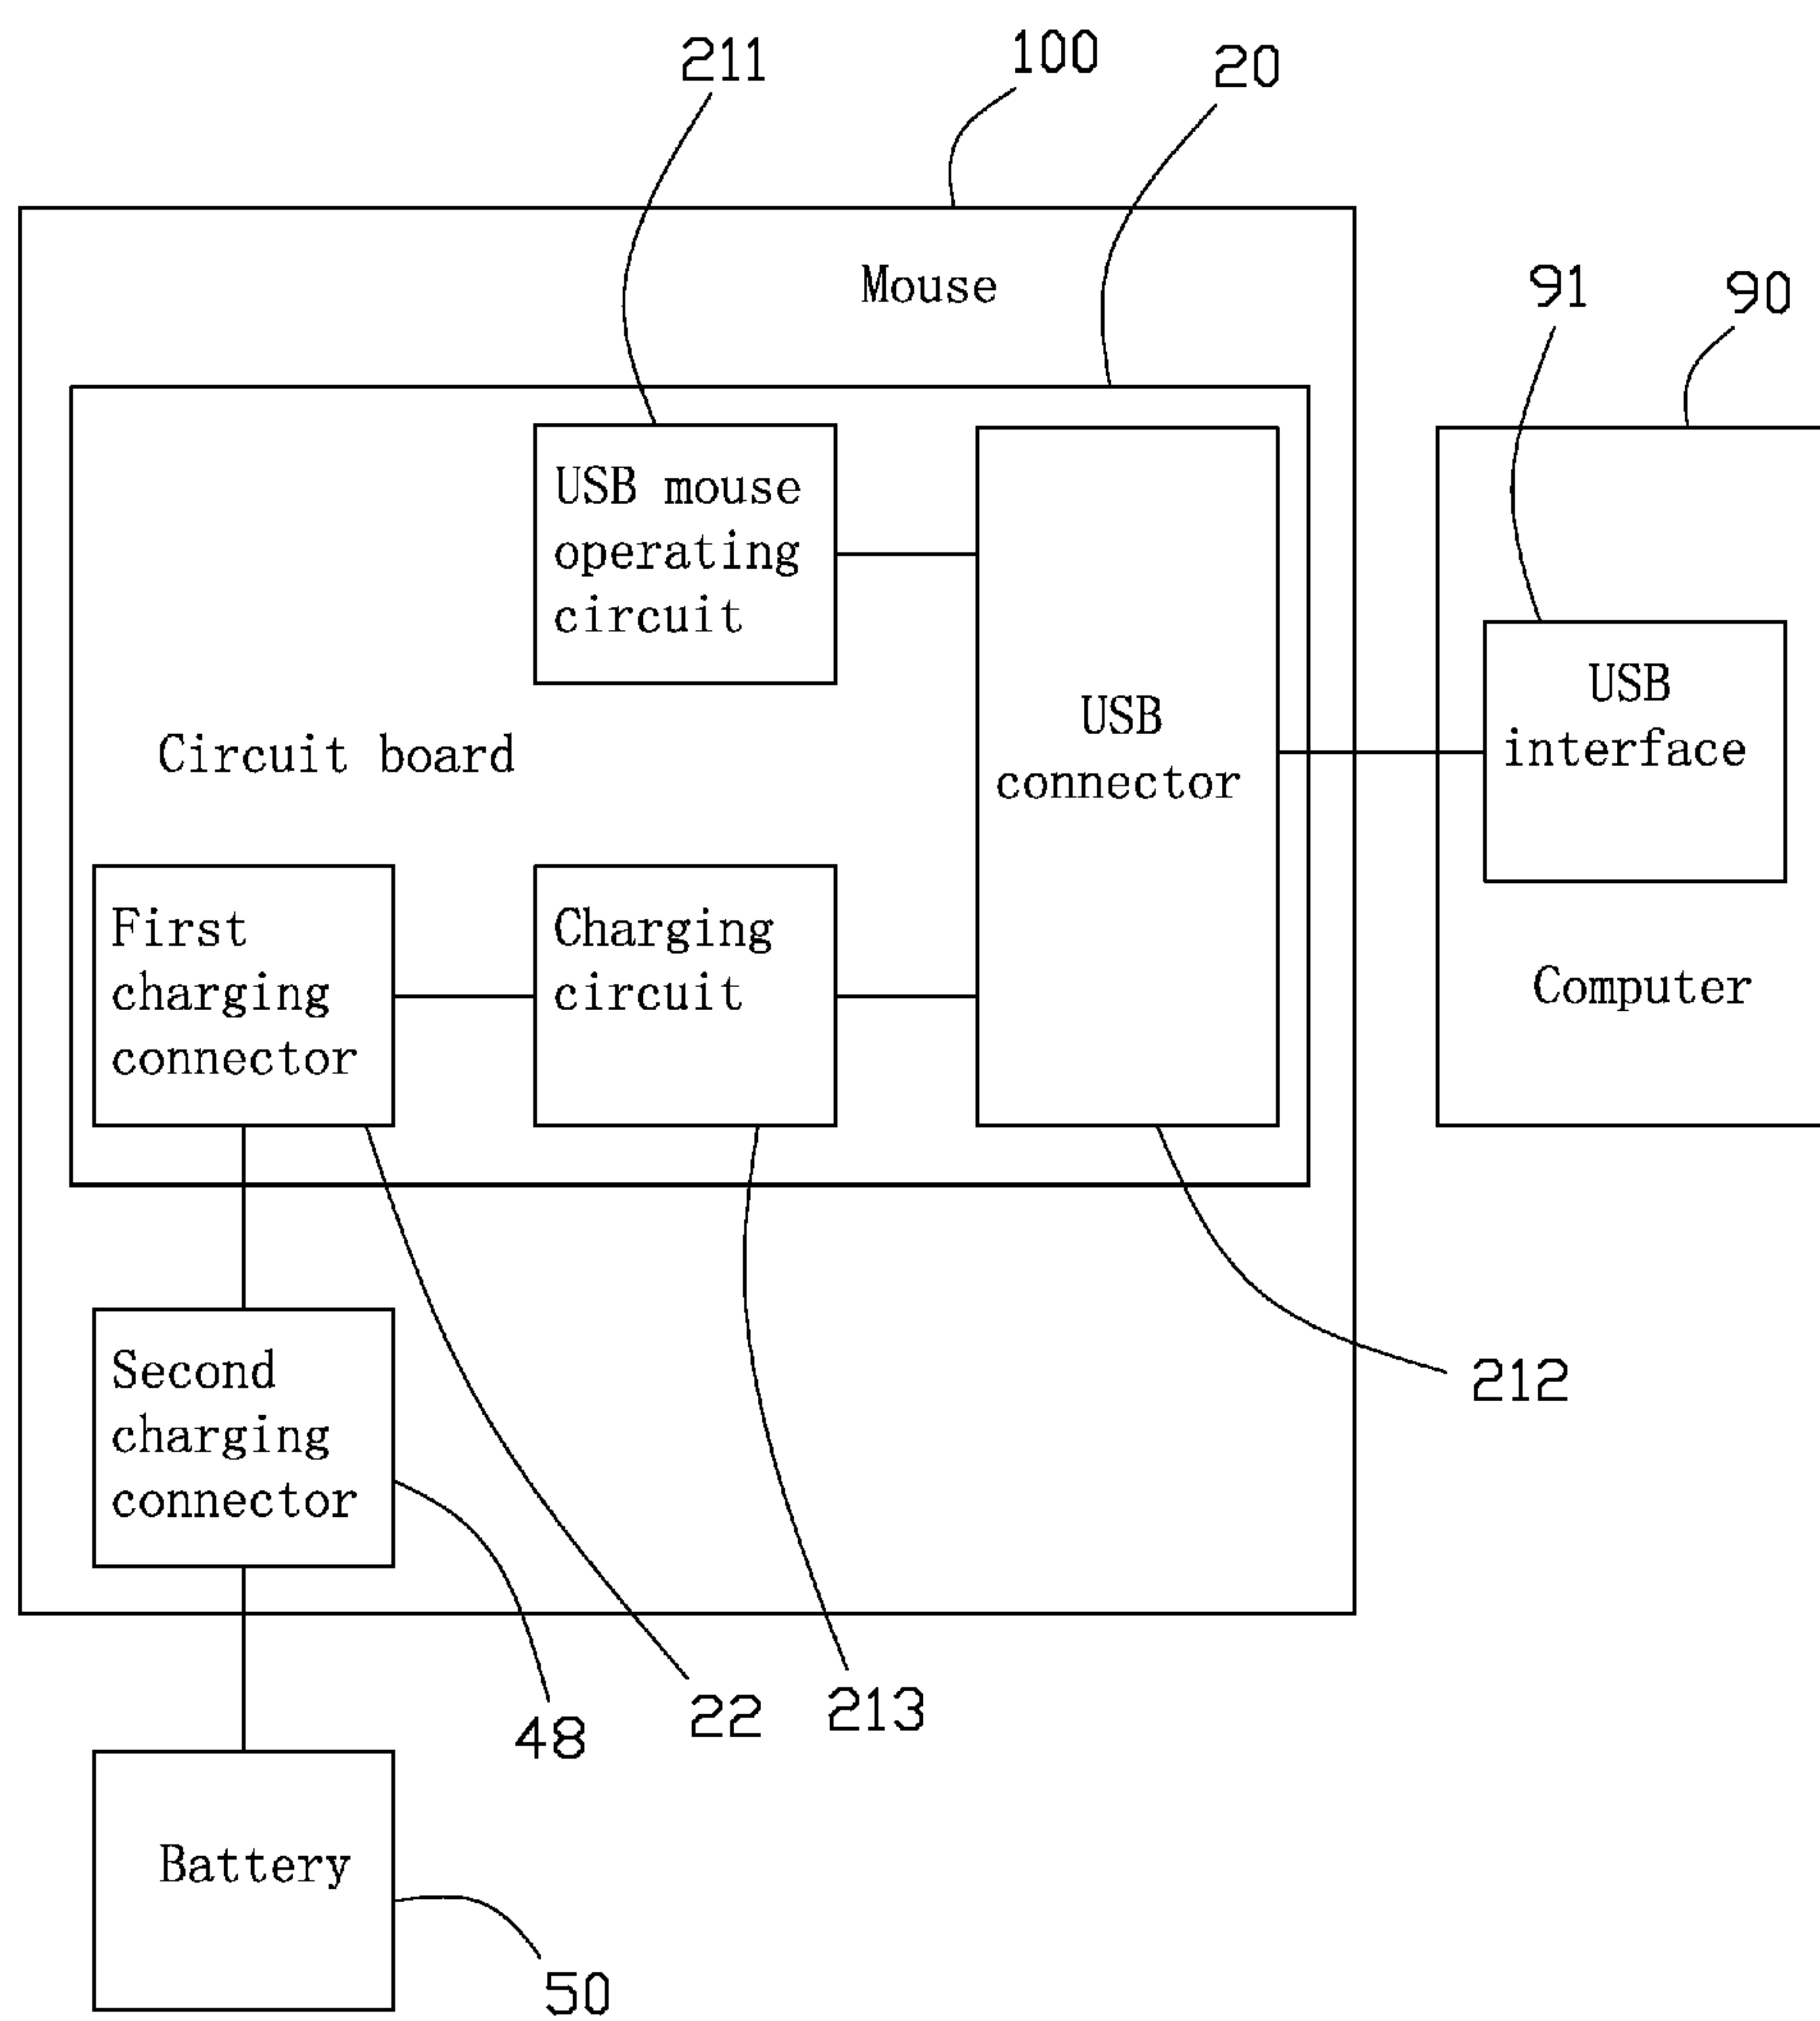 211
100
20
Mouse
91
90
USB mouse
operating
circuit
USB
connector
USB
interface
Circuit board
First
charging
connector
Charging
circuit
Computer
Second
charging
connector
212
48
22
213
Battery
50